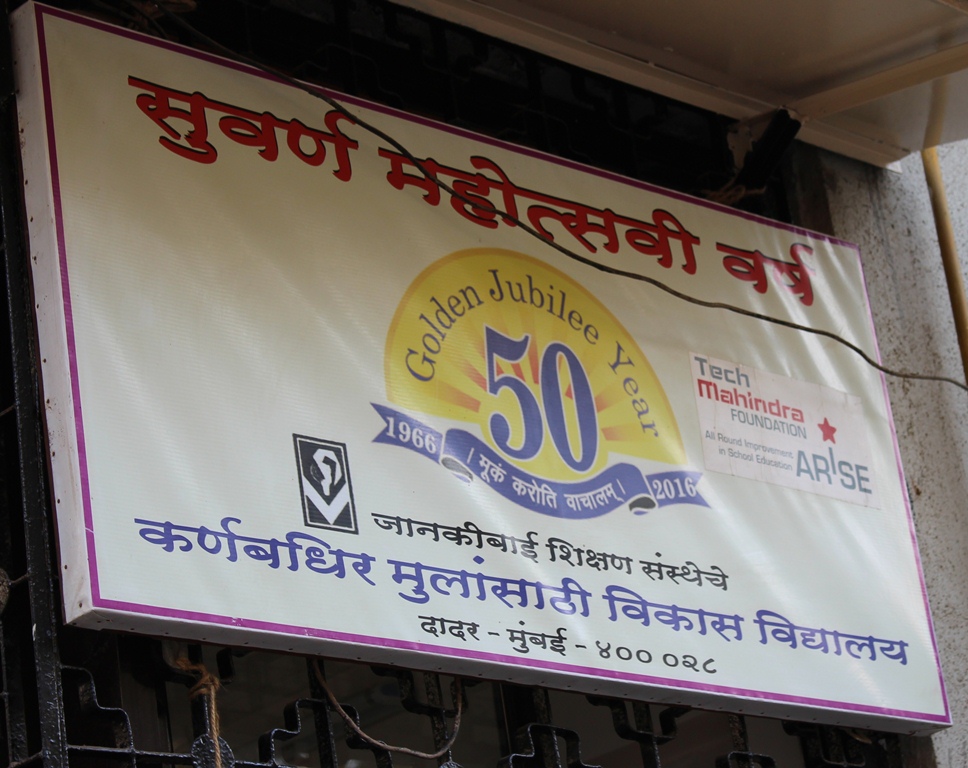 सुवर्ण महोत्सवी वर्ष
Golden Jubilee Year
50
1966
। मूकं करोति वाचालम्।
2016
Tech
Mahindra
FOUNDATION
All Round Improvement
in School Education
ARISE
जानकीबाई शिक्षण संस्थेचे
कर्णबधिर मुलांसाठी विकास विद्यालय
दादर - मुंबई - ४०० ०२८